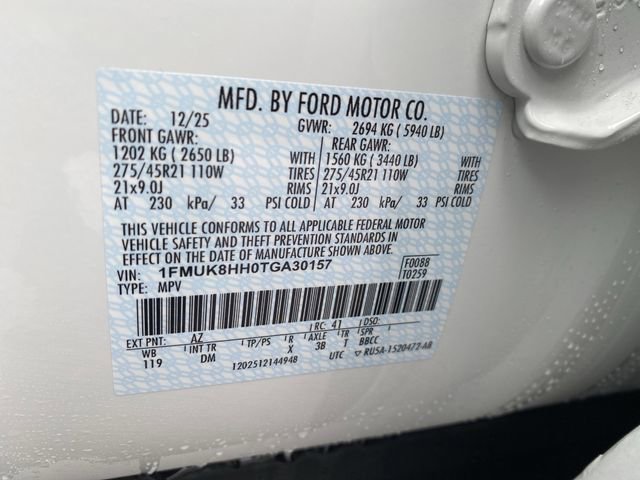 MFD. BY FORD MOTOR CO.
DATE: 12/25 GVWR: 2694 KG ( 5940 LB)
FRONT GAWR: REAR GAWR:
1202 KG ( 2650 LB) WITH 1560 KG ( 3440 LB) WITH
275/45R21 110W TIRES 275/45R21 110W TIRES
21x9.0J RIMS 21x9.0J RIMS
AT 230 kPa/ 33 PSI COLD AT 230 kPa/ 33 PSI COLD
THIS VEHICLE CONFORMS TO ALL APPLICABLE FEDERAL MOTOR
VEHICLE SAFETY AND THEFT PREVENTION STANDARDS IN
EFFECT ON THE DATE OF MANUFACTURE SHOWN ABOVE.
VIN: 1FMUK8HH0TGA30157 F0088
TYPE: MPV T0259
EXT PNT: AZ RC: 41 DSO:
WB INT TR TP/PS R AXLE TR SPR
119 DM X 3B T BBCC
1202512144948 UTC ▽ RU5A-1520472-AB